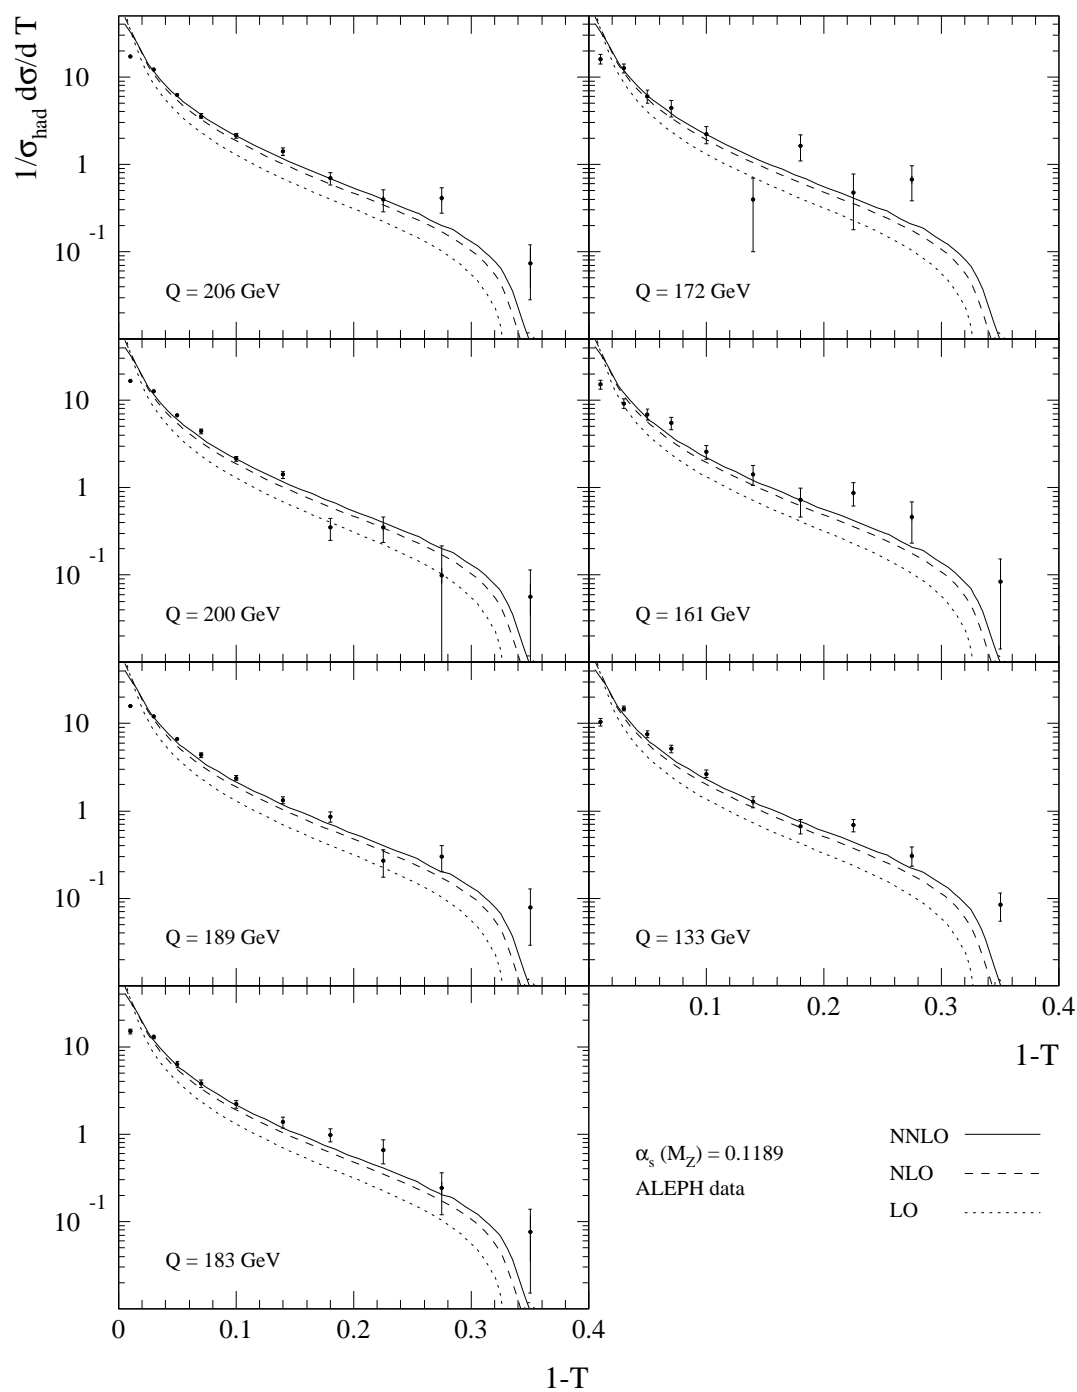 1/σ_had dσ/d T
10
1
10^-1
Q = 206 GeV
Q = 172 GeV
10
1
10^-1
Q = 200 GeV
Q = 161 GeV
10
1
10^-1
Q = 189 GeV
Q = 133 GeV
0.1 0.2 0.3 0.4
1-T
10
1
10^-1
Q = 183 GeV
α_s (M_Z) = 0.1189
ALEPH data
NNLO
NLO
LO
0 0.1 0.2 0.3 0.4
1-T